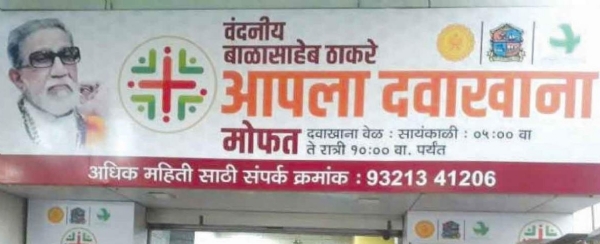 वंदनीय
बाळासाहेब ठाकरे
आपला दवाखाना
मोफत दवाखाना वेळ : सायंकाळी : ०५:०० वा
ते रात्री १०:०० वा. पर्यंत
अधिक महिती साठी संपर्क क्रमांक : 93213 41206